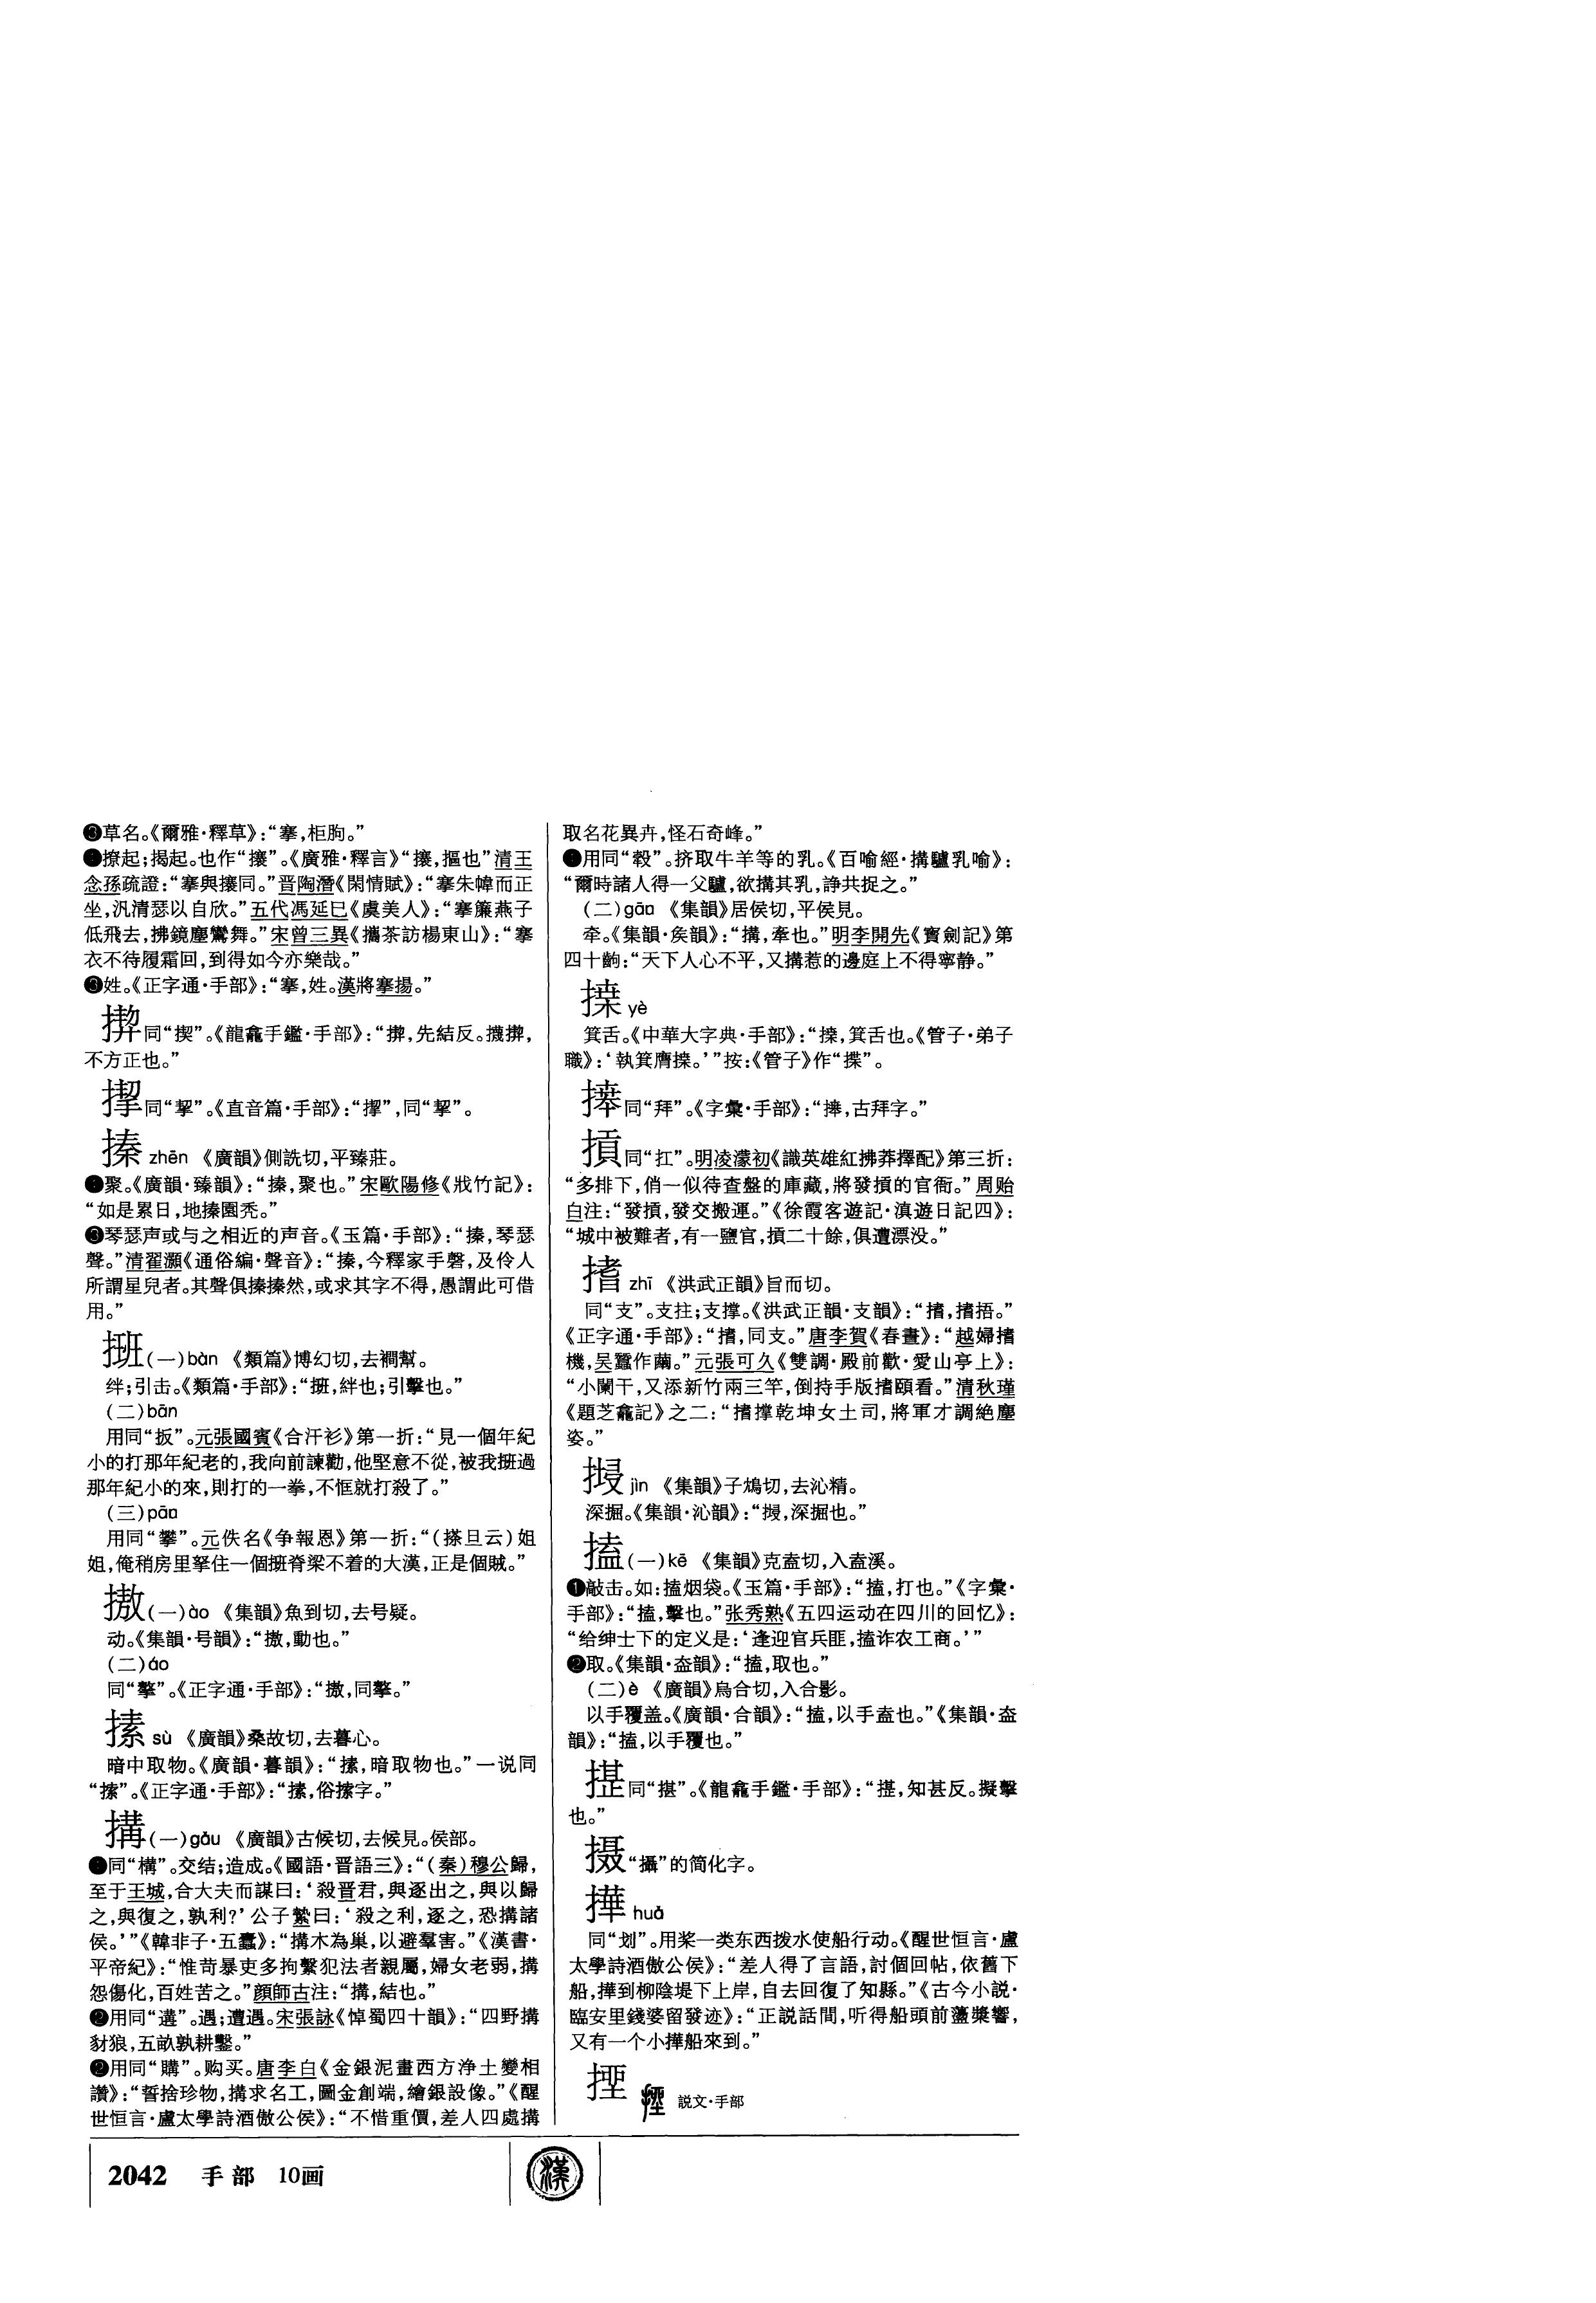 ❸草名。《爾雅·釋草》：“搴，柜朐。”
❹撩起；揭起。也作“攐”。《廣雅·釋言》“攐，摳也”清王
念孫疏證：“搴與攐同。”晋陶潛《閑情賦》：“搴朱幃而正
坐，汎清瑟以自欣。”五代馮延巳《虞美人》：“搴簾燕子
低飛去，拂鏡塵鸞舞。”宋曾三異《攜茶訪楊東山》：“搴
衣不待履霜回，到得如今亦樂哉。”
❺姓。《正字通·手部》：“搴，姓。漢將搴揚。”
同“揳”。《龍龕手鑑·手部》：“，先結反。攕，
不方正也。”
同“挈”。《直音篇·手部》：“”，同“挈”。
搸 zhēn 《廣韻》側詵切，平臻莊。
❶聚。《廣韻·臻韻》：“搸，聚也。”宋歐陽修《戕竹記》：
“如是累日，地搸園秃。”
❷琴瑟声或与之相近的声音。《玉篇·手部》：“搸，琴瑟
聲。”清翟灝《通俗編·聲音》：“搸，今釋家手磬，及伶人
所謂星兒者。其聲俱搸搸然，或求其字不得，愚謂此可借
用。”
搄(一)bàn 《類篇》博幻切，去襇幫。
绊；引击。《類篇·手部》：“，絆也；引擊也。”
(二)bān
用同“扳”。元張國賓《合汗衫》第一折：“見一個年紀
小的打那年紀老的，我向前諫勸，他堅意不從，被我搬過
那年紀小的來，則打的一拳，不恇就打殺了。”
(三)pān
用同“攀”。元佚名《争報恩》第一折：“(搽旦云)姐
姐，俺稍房里拏住一個脊梁不着的大漢，正是個賊。”
摮(一)ào 《集韻》魚到切，去号疑。
动。《集韻·号韻》：“，動也。”
(二)áo
同“摮”。《正字通·手部》：“，同摮。”
㨞 sù 《廣韻》桑故切，去暮心。
暗中取物。《廣韻·暮韻》：“，暗取物也。”一说同
“㩄”。《正字通·手部》：“，俗字。”
搆(一)gòu 《廣韻》古候切，去候見。侯部。
❶同“構”。交结；造成。《國語·晋語三》：“(秦)穆公歸，
至于王城，合大夫而謀曰：‘殺晋君，與逐出之，與以歸
之，與復之，孰利？’公子縶曰：‘殺之利，逐之，恐搆諸
侯。’”《韓非子·五蠹》：“搆木為巢，以避羣害。”《漢書·
平帝紀》：“惟苛暴吏多拘繫犯法者親屬，婦女老弱，搆
怨傷化，百姓苦之。”顔師古注：“搆，結也。”
❷用同“遘”。遇；遭遇。宋張詠《悼蜀四十韻》：“四野搆
豺狼，五畝孰耕鑿。”
❸用同“購”。购买。唐李白《金銀泥畫西方浄土變相
讚》：“誓捨珍物，搆求名工，圖金創端，繪銀設像。”《醒
世恒言·盧太學詩酒傲公侯》：“不惜重價，差人四處搆
取名花異卉，怪石奇峰。”
❹用同“㝅”。挤取牛羊等的乳。《百喻經·搆驢乳喻》：
“爾時諸人得一父驢，欲搆其乳，諍共捉之。”
(二)gōu 《集韻》居侯切，平侯見。
牵。《集韻·矦韻》：“搆，牽也。”明李開先《寳劍記》第
四十齣：“天下人心不平，又搆惹的邊庭上不得寧静。”
yè
箕舌。《中華大字典·手部》：“，箕舌也。《管子·弟子
職》：‘執箕膺。’”按：《管子》作“揲”。
同“拜”。《字彙·手部》：“，古拜字。”
摃同“扛”。明凌濛初《識英雄紅拂莽擇配》第三折：
“多排下，俏一似待查盤的庫藏，將發摃的官銜。”周贻
白注：“發摃，發交搬運。”《徐霞客遊記·滇遊日記四》：
“城中被難者，有一鹽官，摃二十餘，俱遭漂没。”
搘 zhī 《洪武正韻》旨而切。
同“支”。支拄；支撑。《洪武正韻·支韻》：“搘，搘捂。”
《正字通·手部》：“搘，同支。”唐李賀《春晝》：“越婦搘
機，吴蠶作繭。”元張可久《雙調·殿前歡·愛山亭上》：
“小闌干，又添新竹兩三竿，倒持手版搘頤看。”清秋瑾
《題芝龕記》之二：“搘撑乾坤女土司，將軍才調絶塵
姿。”
jìn 《集韻》子鴆切，去沁精。
深掘。《集韻·沁韻》：“，深掘也。”
搕(一)kē 《集韻》克盍切，入盍溪。
❶敲击。如：搕烟袋。《玉篇·手部》：“搕，打也。”《字彙·
手部》：“搕，擊也。”张秀熟《五四运动在四川的回忆》：
“给绅士下的定义是：‘逢迎官兵匪，搕诈农工商。’”
❷取。《集韻·盇韻》：“搕，取也。”
(二)è 《廣韻》烏合切，入合影。
以手覆盖。《廣韻·合韻》：“搕，以手盍也。”《集韻·盇
韻》：“搕，以手覆也。”
同“揕”。《龍龕手鑑·手部》：“，知甚反。擬擊
也。”
摄“攝”的简化字。
㩇 huá
同“划”。用桨一类东西拨水使船行动。《醒世恒言·盧
太學詩酒傲公侯》：“差人得了言語，討個回帖，依舊下
船，到柳陰堤下上岸，自去回復了知縣。”《古今小説·
臨安里錢婆留發迹》：“正説話間，听得船頭前蕩槳響，
又有一个小船來到。”
説文·手部
2042 手部 10画
漢